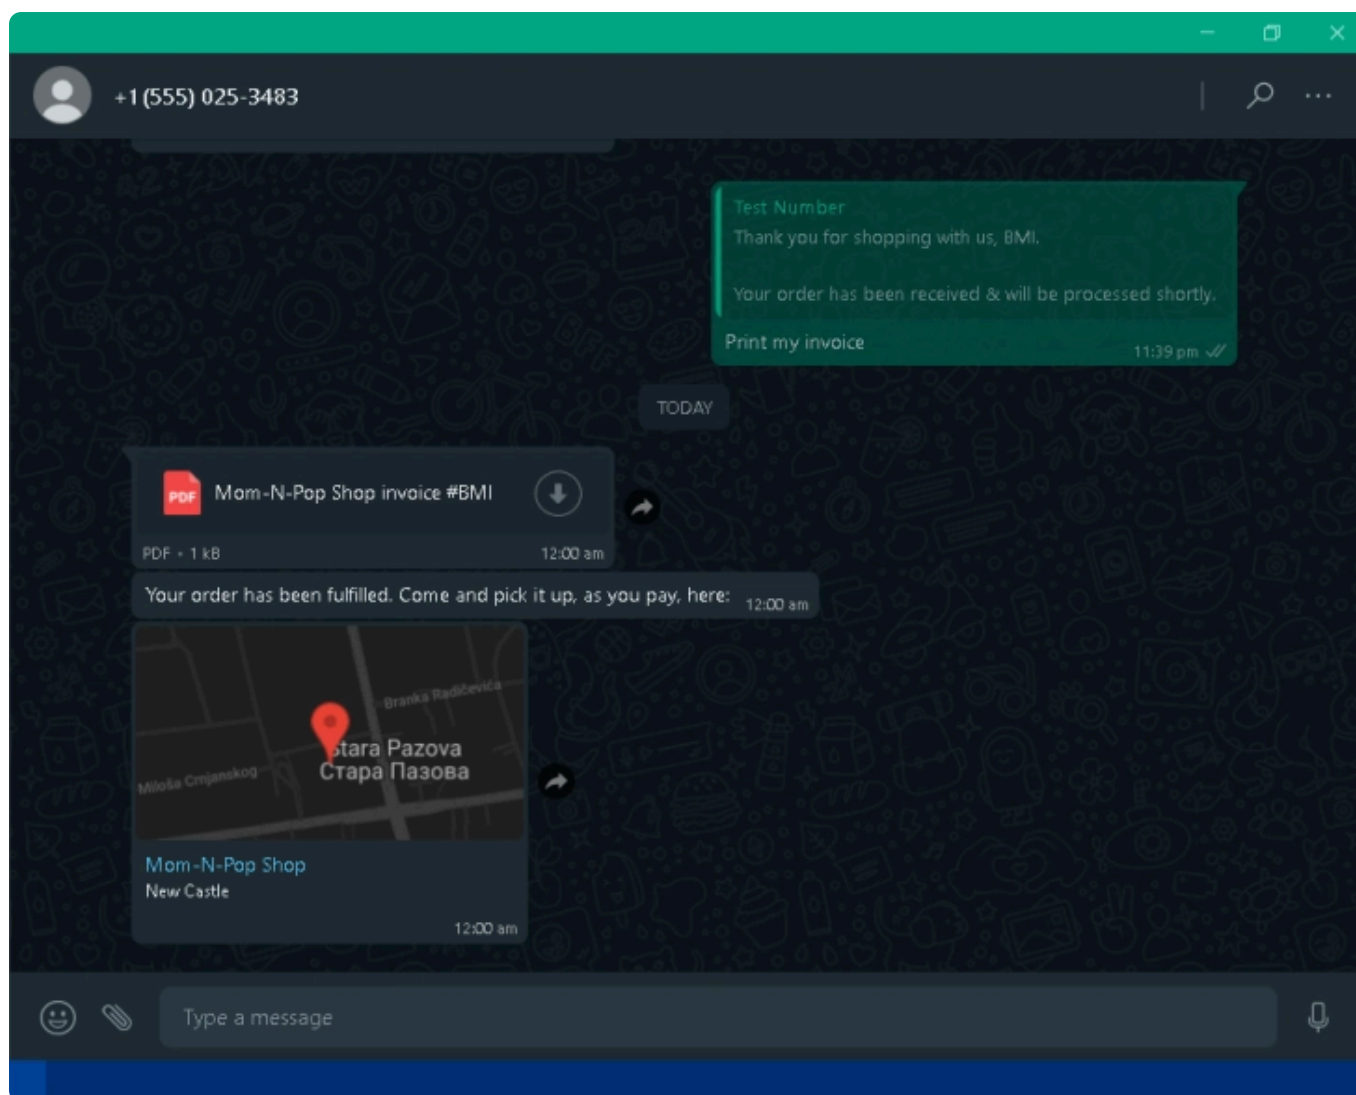 +1 (555) 025-3483
Test Number
Thank you for shopping with us, BMI.
Your order has been received & will be processed shortly.
Print my invoice
11:39 pm
TODAY
PDF
Mom-N-Pop Shop invoice #BMI
PDF • 1 kB
12:00 am
Your order has been fulfilled. Come and pick it up, as you pay, here:
12:00 am
Branka Radičevića
Stara Pazova
Стара Пазова
Miloša Crnjanskog
Mom-N-Pop Shop
New Castle
12:00 am
Type a message